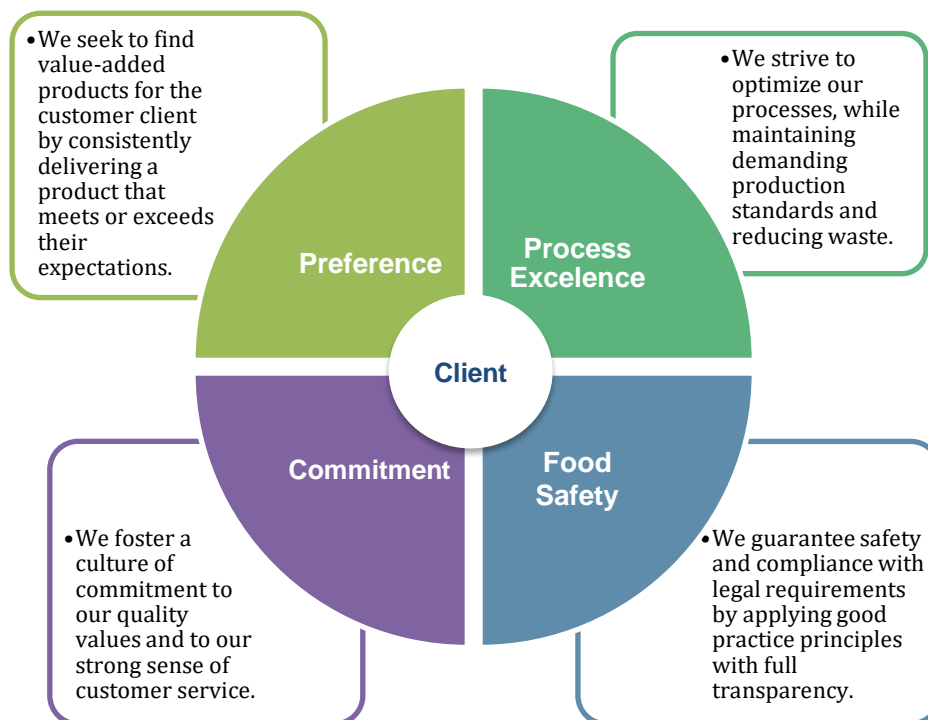 •We seek to find
value-added
products for the
customer client
by consistently
delivering a
product that
meets or exceeds
their
expectations.
•We strive to
optimize our
processes, while
maintaining
demanding
production
standards and
reducing waste.
Preference
Process
Excelence
Client
Commitment
Food
Safety
•We foster a
culture of
commitment to
our quality
values and to our
strong sense of
customer service.
•We guarantee safety
and compliance with
legal requirements
by applying good
practice principles
with full
transparency.